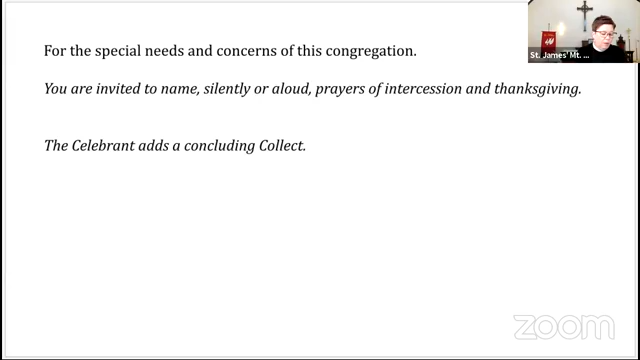 For the special needs and concerns of this congregation.
You are invited to name, silently or aloud, prayers of intercession and thanksgiving.
The Celebrant adds a concluding Collect.
St. James' Mt. ...
zoom